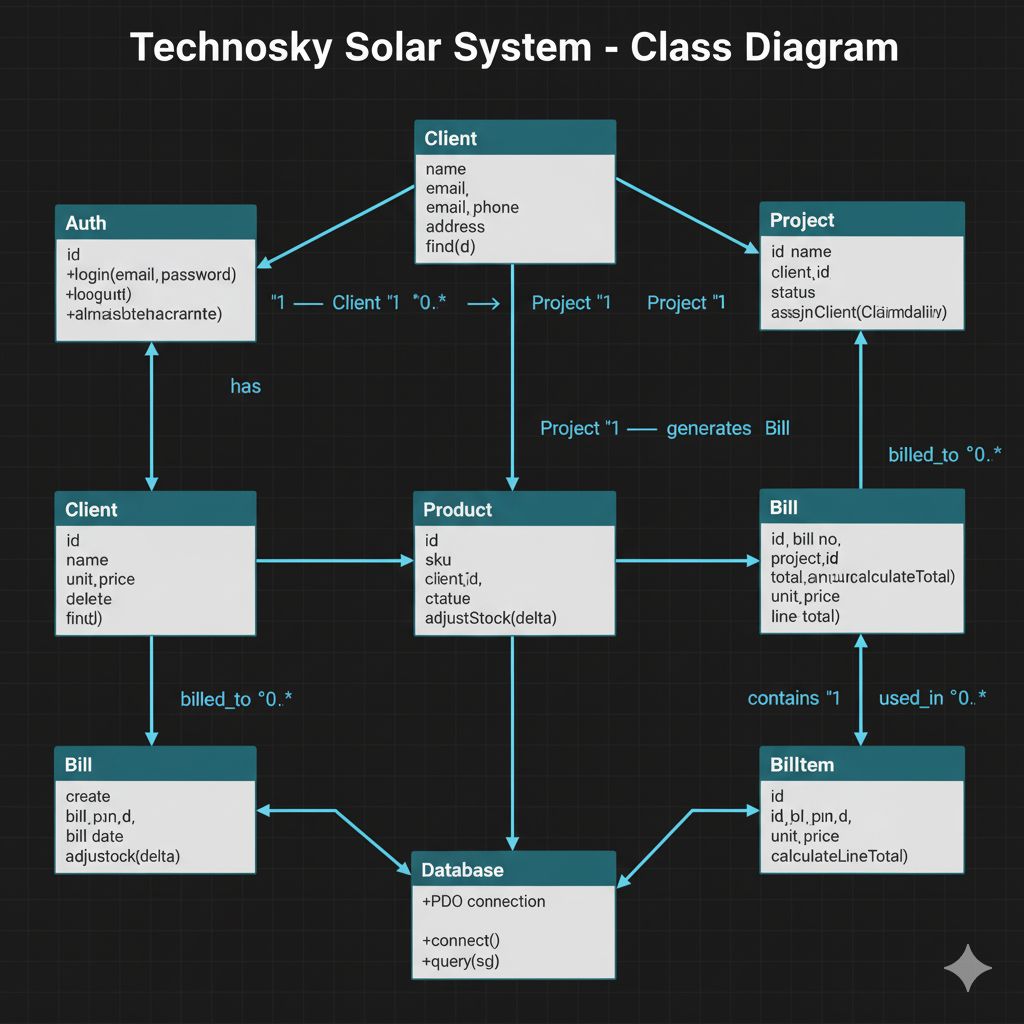 Technosky Solar System - Class Diagram
Client
name
email,
email, phone
address
find(d)
Auth
id
+login(email, password)
Project
id name
client,id
status
"1 — Client "1 "0..* →
Project "1
Project "1
has
Project "1 — generates Bill
billed_to °0..*
Client
id
name
unit,price
delete
Product
id
sku
client,id,
ctatue
adjustStock(delta)
Bill
id, bill no,
project,id
unit,price
line total)
billed_to °0..*
contains "1
used_in °0..*
Bill
create
bill date
adjustock(delta)
BillItem
id
unit,price
calculateLineTotal)
Database
+PDO connection
+connect()
+query(sg)